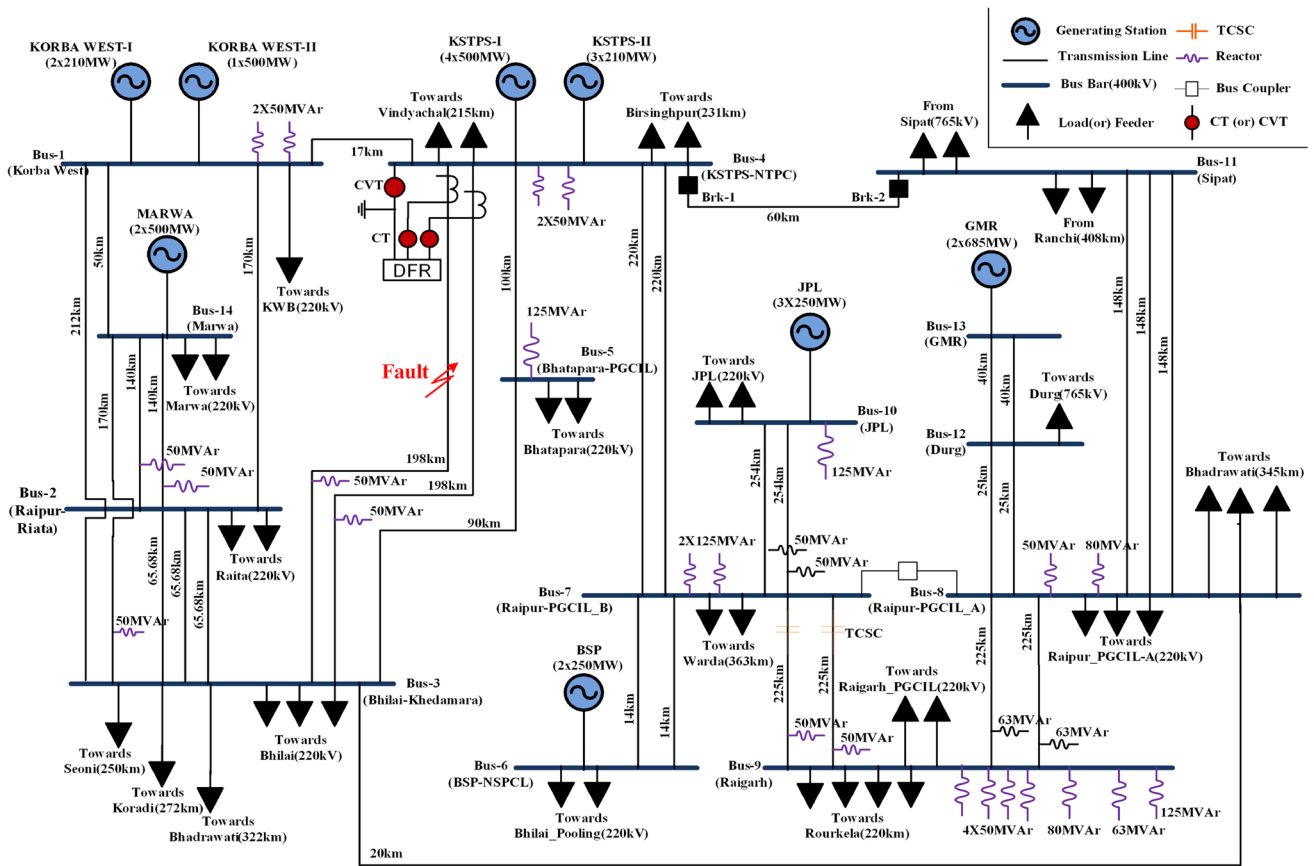 KORBA WEST-I
(2x210MW)
KORBA WEST-II
(1x500MW)
KSTPS-I
(4x500MW)
KSTPS-II
(3x210MW)
Generating Station
TCSC
Transmission Line
Reactor
Bus Bar(400kV)
Bus Coupler
Load(or) Feeder
CT (or) CVT
2X50MVAr
Towards
Vindyachal(215km)
Towards
Birsinghpur(231km)
From
Sipat(765kV)
Bus-1
(Korba West)
17km
Bus-4
(KSTPS-NTPC)
Bus-11
(Sipat)
CVT
CT
DFR
2X50MVAr
Brk-1
Brk-2
60km
From
Ranchi(408km)
MARWA
(2x500MW)
GMR
(2x685MW)
50km
212km
170km
Towards
KWB(220kV)
100km
220km
220km
148km
148km
148km
JPL
(3X250MW)
Bus-14
(Marwa)
125MVAr
Bus-5
(Bhatapara-PGCIL)
Bus-13
(GMR)
Fault
Towards
JPL(220kV)
40km
40km
Towards
Durg(765kV)
140km
140km
170km
Towards
Marwa(220kV)
Towards
Bhatapara(220kV)
Bus-10
(JPL)
Bus-12
(Durg)
50MVAr
50MVAr
198km
198km
50MVAr
50MVAr
254km
254km
125MVAr
25km
25km
Towards
Bhadrawati(345km)
Bus-2
(Raipur-
Riata)
90km
65.68km
65.68km
65.68km
Towards
Raita(220kV)
2X125MVAr
50MVAr
50MVAr
50MVAr
80MVAr
Bus-7
(Raipur-PGCIL_B)
Bus-8
(Raipur-PGCIL_A)
50MVAr
Towards
Warda(363km)
TCSC
Towards
Raipur_PGCIL-A(220kV)
BSP
(2x250MW)
225km
225km
225km
225km
Towards
Raigarh_PGCIL(220kV)
Bus-3
(Bhilai-Khedamara)
14km
14km
50MVAr
50MVAr
63MVAr
63MVAr
Towards
Seoni(250km)
Towards
Bhilai(220kV)
Towards
Koradi(272km)
Towards
Bhadrawati(322km)
Bus-6
(BSP-NSPCL)
Towards
Bhilai_Pooling(220kV)
Bus-9
(Raigarh)
Towards
Rourkela(220km)
4X50MVAr
80MVAr
63MVAr
125MVAr
20km